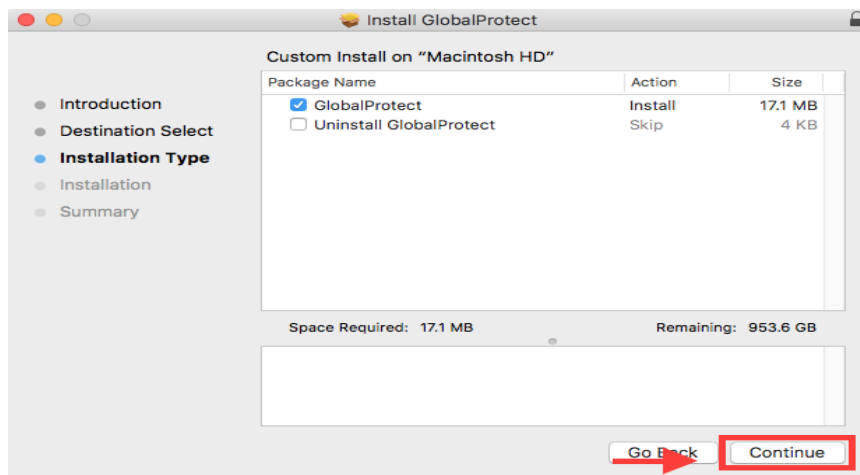 Install GlobalProtect
Custom Install on “Macintosh HD”
Package Name Action Size
GlobalProtect Install 17.1 MB
Uninstall GlobalProtect Skip 4 KB
Introduction
Destination Select
Installation Type
Installation
Summary
Space Required: 17.1 MB Remaining: 953.6 GB
Go Back Continue